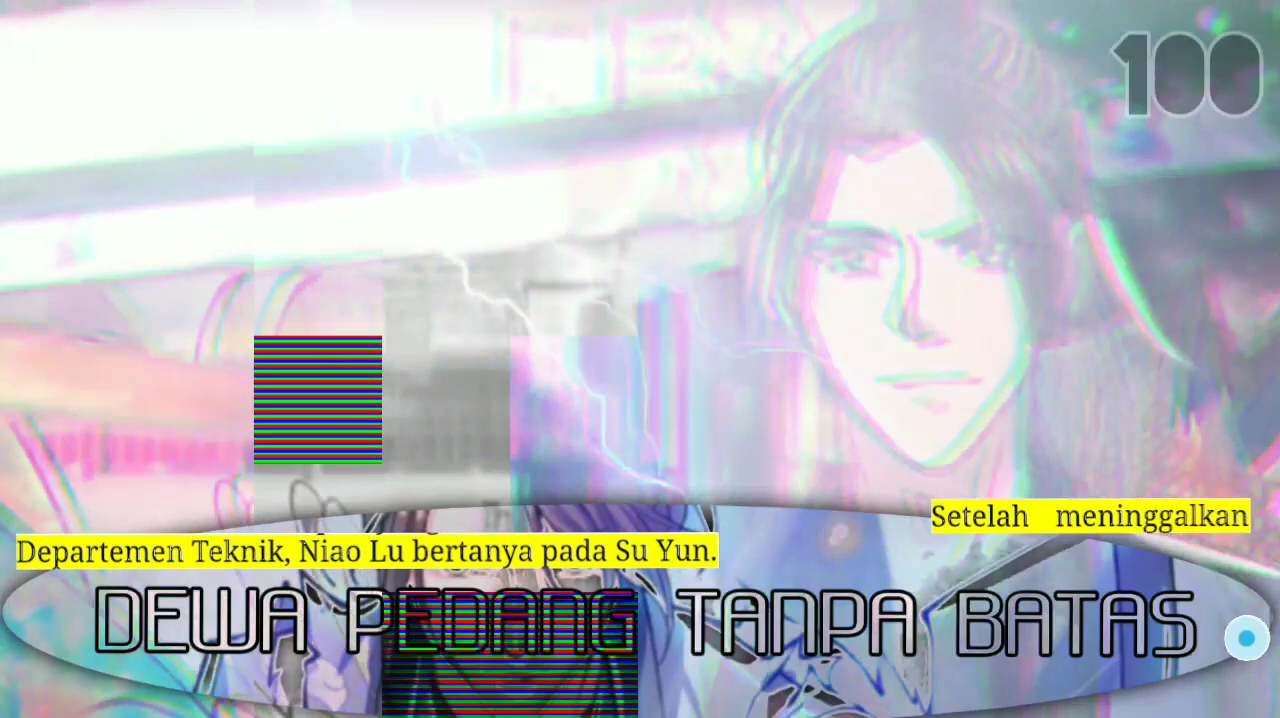 100
Setelah meninggalkan
Departemen Teknik, Niao Lu bertanya pada Su Yun.
DEWA PEDANG TANPA BATAS